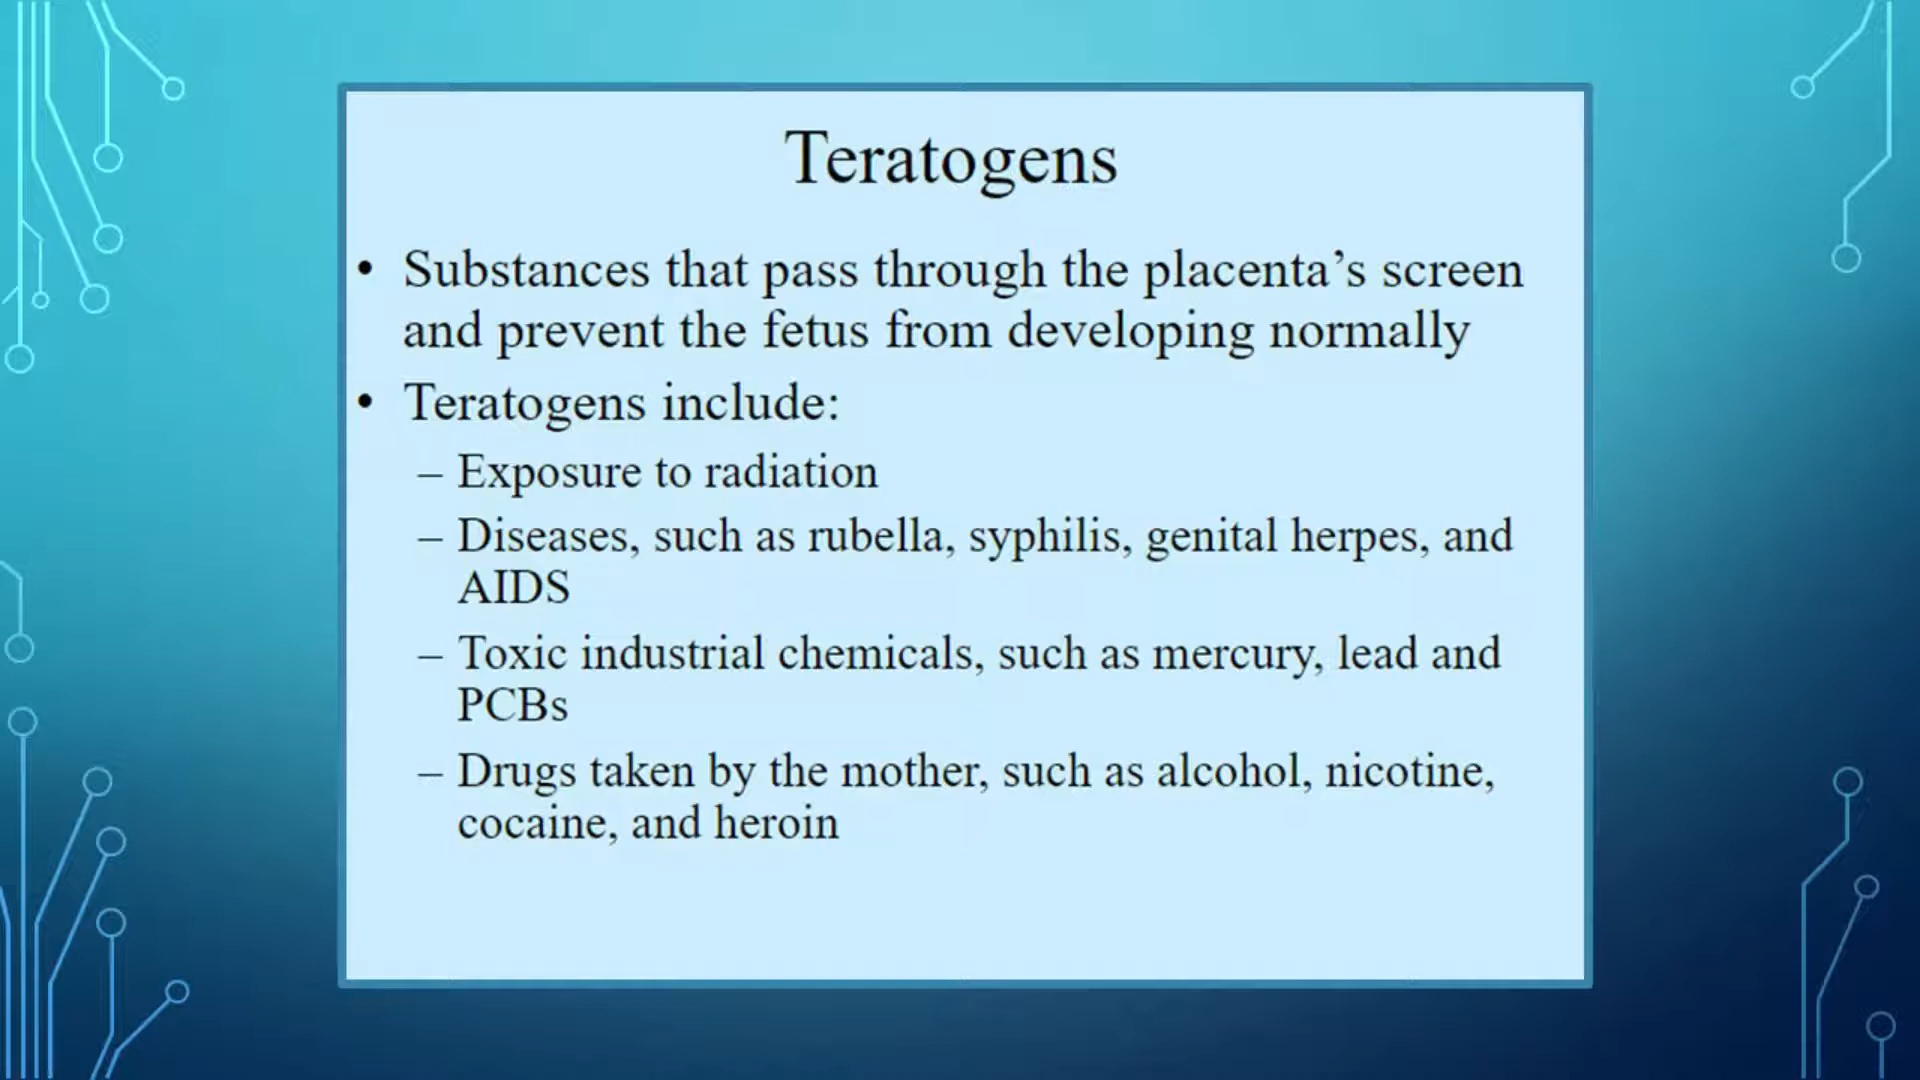 Teratogens
• Substances that pass through the placenta’s screen
and prevent the fetus from developing normally
• Teratogens include:
– Exposure to radiation
– Diseases, such as rubella, syphilis, genital herpes, and
AIDS
– Toxic industrial chemicals, such as mercury, lead and
PCBs
– Drugs taken by the mother, such as alcohol, nicotine,
cocaine, and heroin